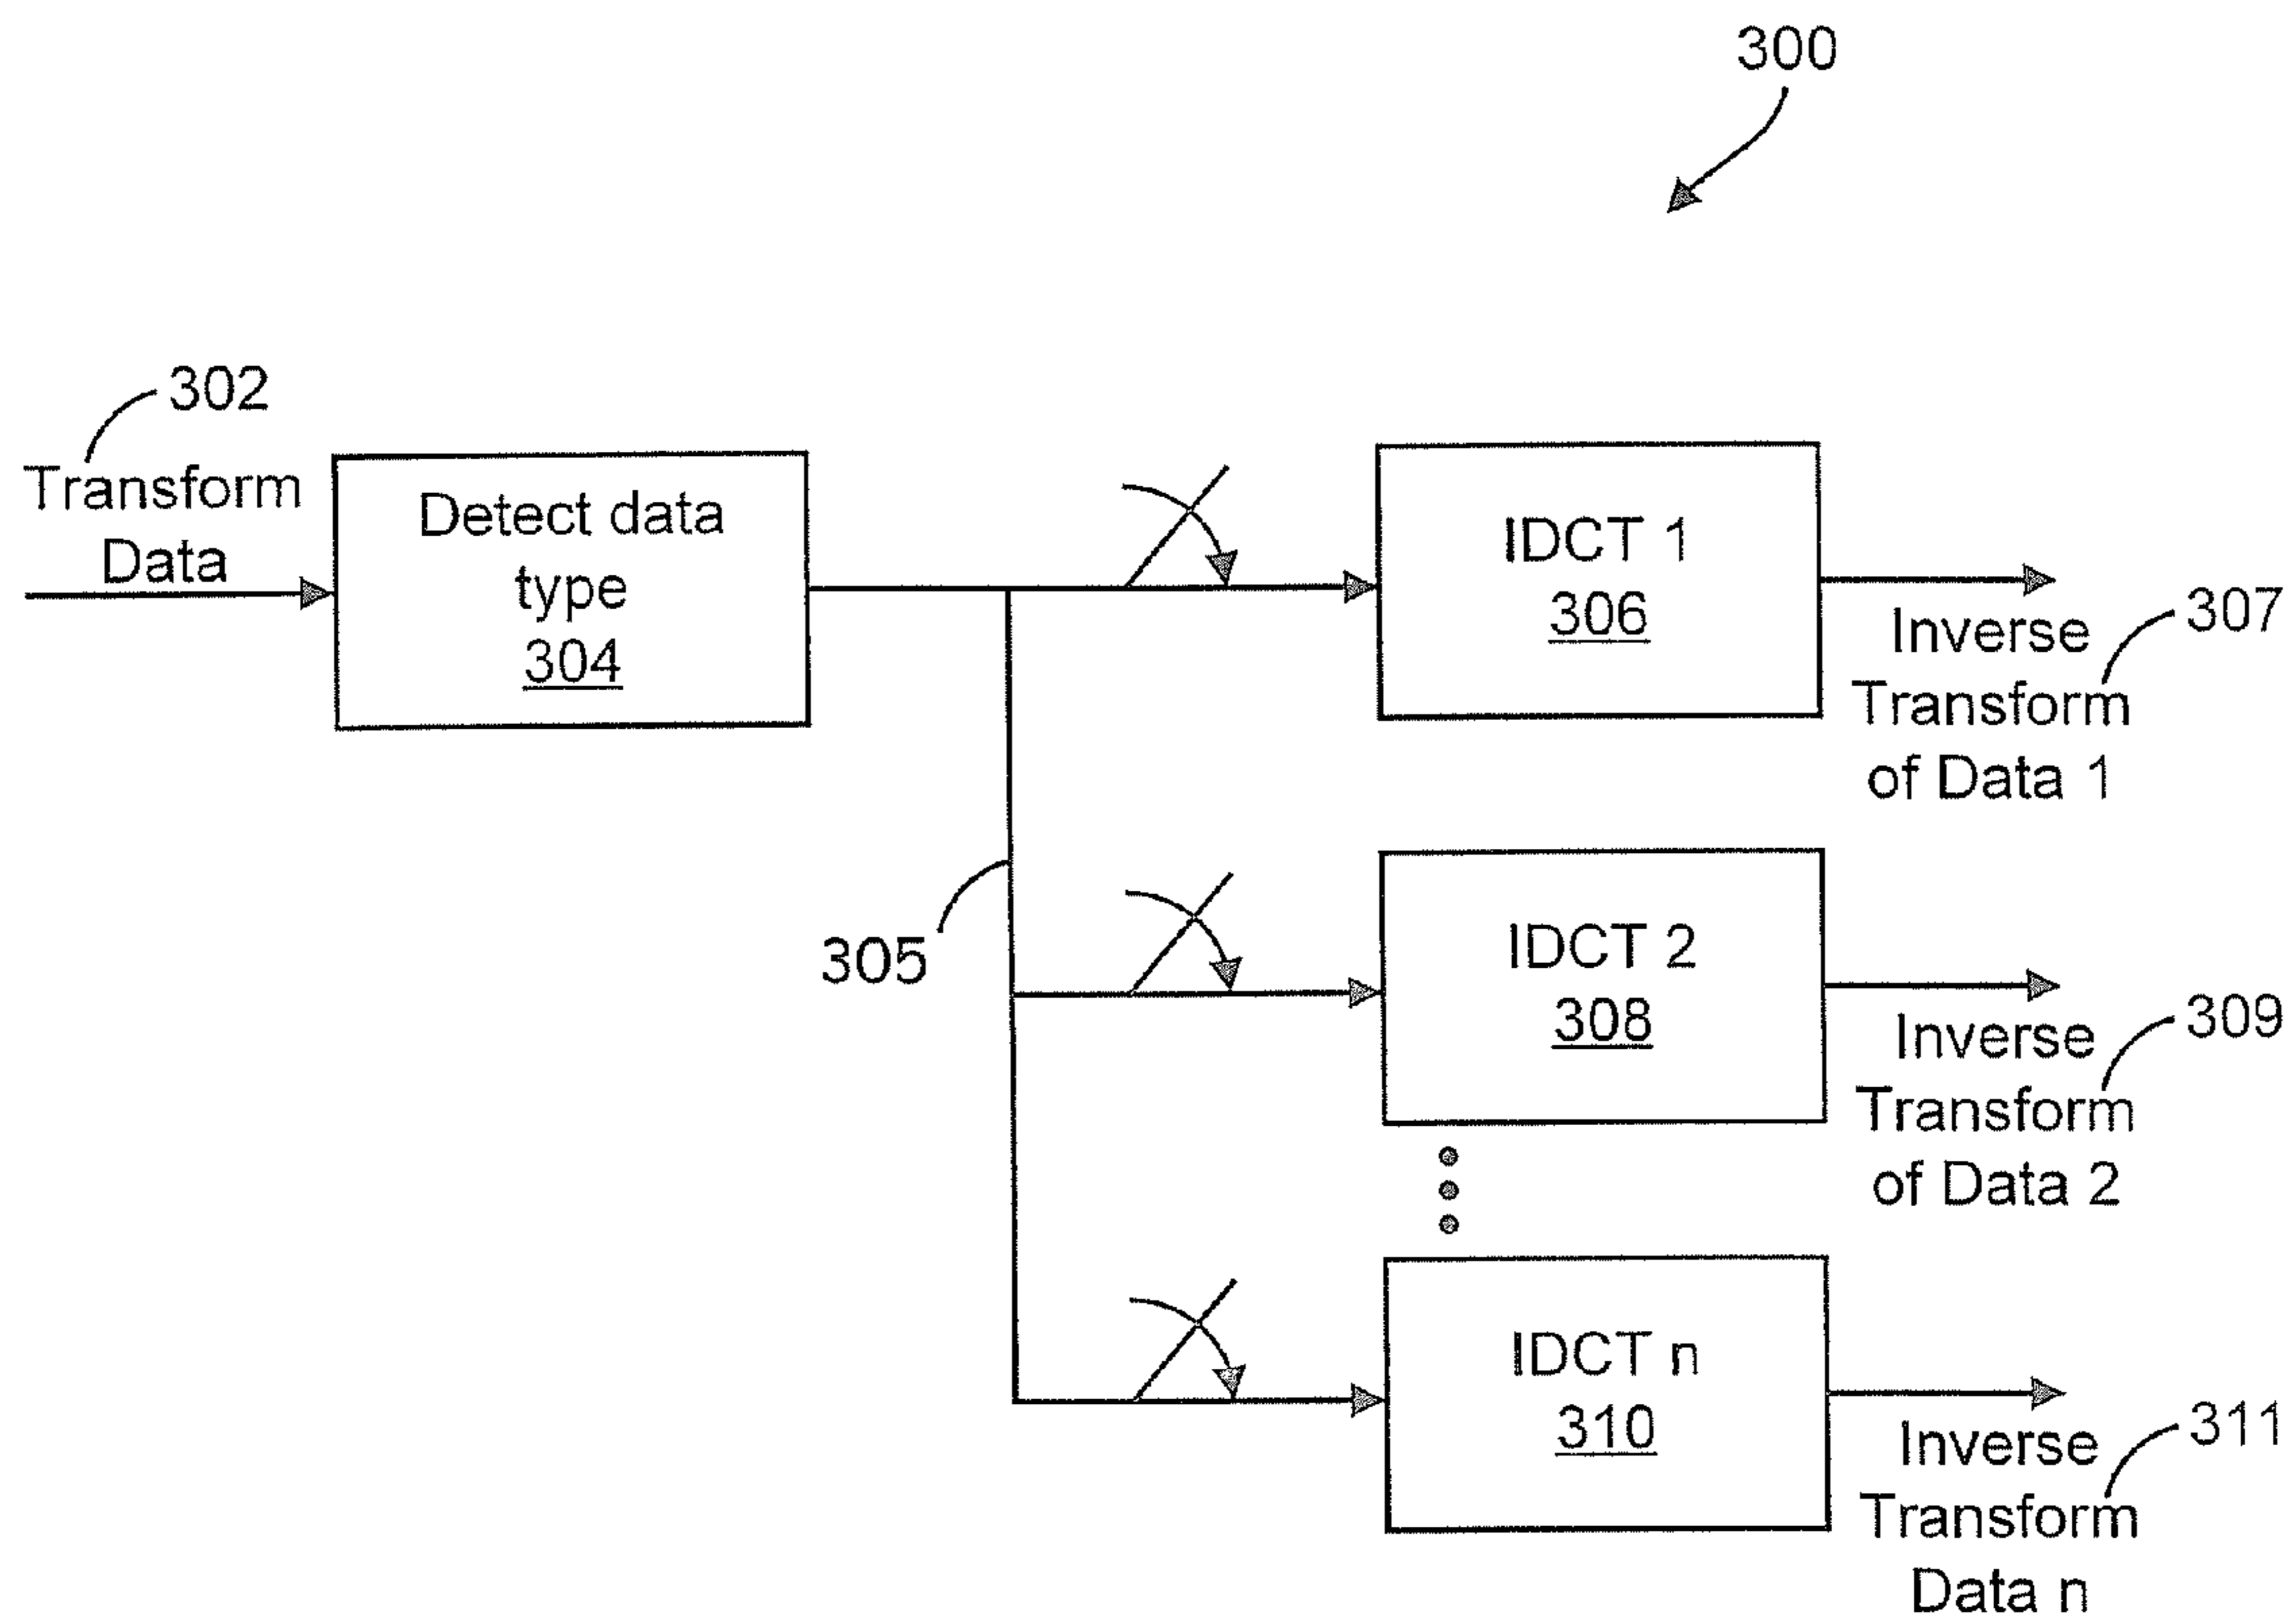 300
302
Transform
Data
Detect data
type
304
305
IDCT 1
306
307
Inverse
Transform
of Data 1
IDCT 2
308
309
Inverse
Transform
of Data 2
IDCT n
310
311
Inverse
Transform
Data n